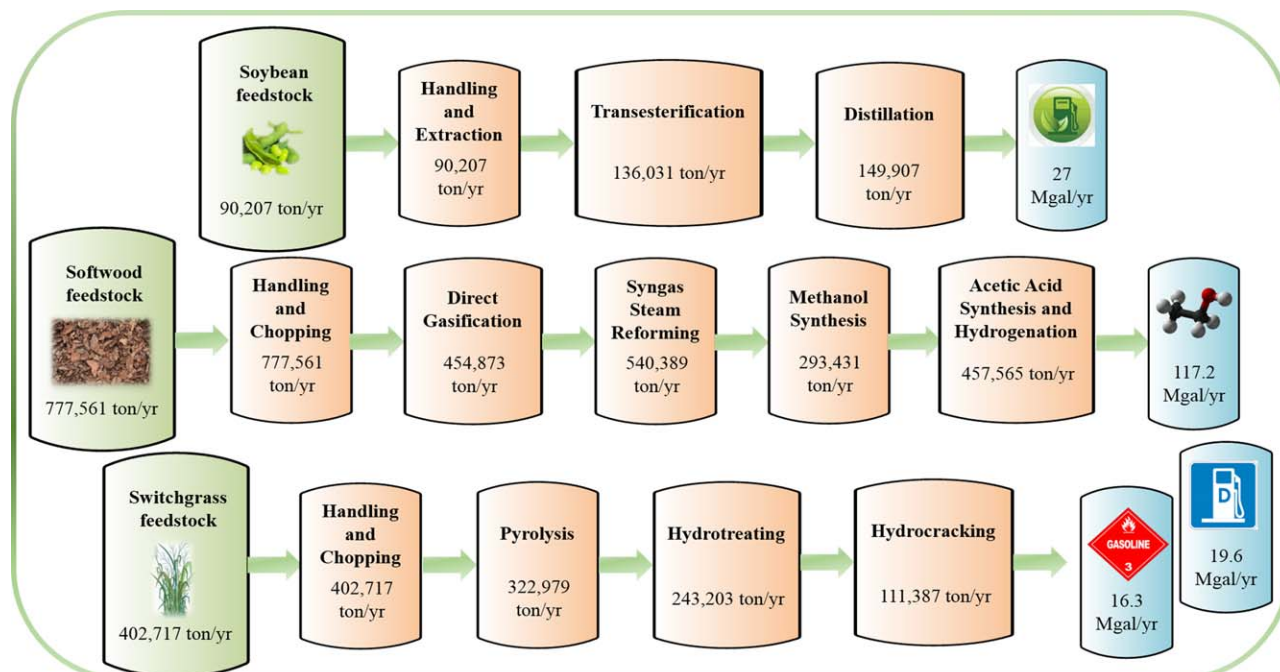 Soybean
feedstock
90,207 ton/yr
Handling
and
Extraction
90,207
ton/yr
Transesterification
136,031 ton/yr
Distillation
149,907
ton/yr
27
Mgal/yr
Softwood
feedstock
777,561 ton/yr
Handling
and
Chopping
777,561
ton/yr
Direct
Gasification
454,873
ton/yr
Syngas
Steam
Reforming
540,389
ton/yr
Methanol
Synthesis
293,431
ton/yr
Acetic Acid
Synthesis and
Hydrogenation
457,565 ton/yr
117.2
Mgal/yr
Switchgrass
feedstock
402,717 ton/yr
Handling
and
Chopping
402,717
ton/yr
Pyrolysis
322,979
ton/yr
Hydrotreating
243,203 ton/yr
Hydrocracking
111,387 ton/yr
GASOLINE
3
16.3
Mgal/yr
D
19.6
Mgal/yr